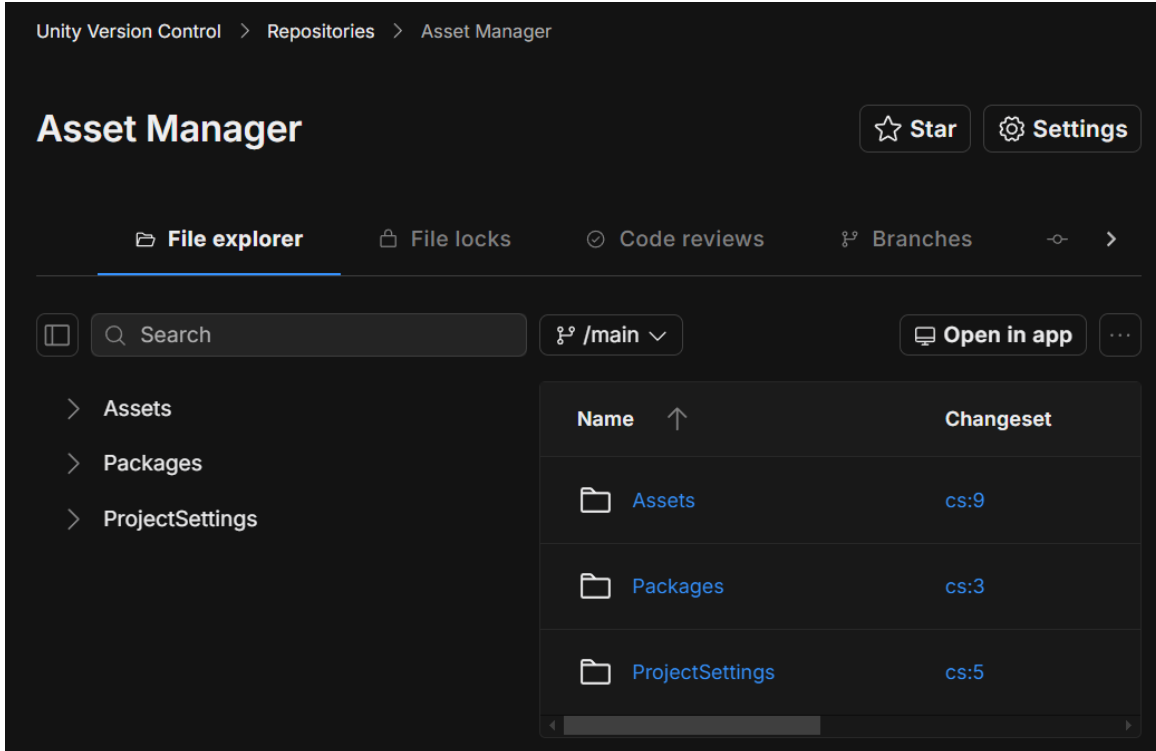 Unity Version Control > Repositories > Asset Manager
Asset Manager
Star
Settings
File explorer
File locks
Code reviews
Branches
Search
/main
Open in app
Assets
Packages
ProjectSettings
Name Changeset
Assets cs:9
Packages cs:3
ProjectSettings cs:5